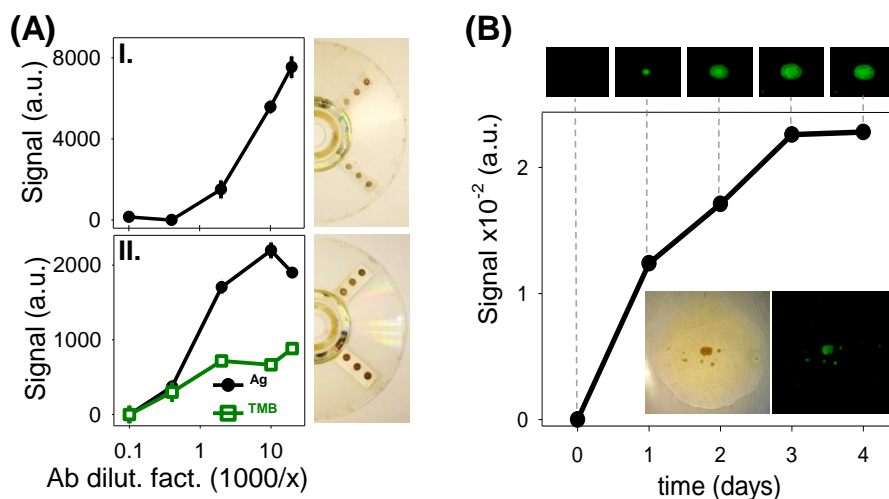 (A)
I.
8000
4000
0
Signal (a.u.)
II.
2000
1000
0
Signal (a.u.)
Ag
TMB
0.1 1 10
Ab dilut. fact. (1000/x)
(B)
2
1
0
Signal x10⁻² (a.u.)
0 1 2 3 4
time (days)